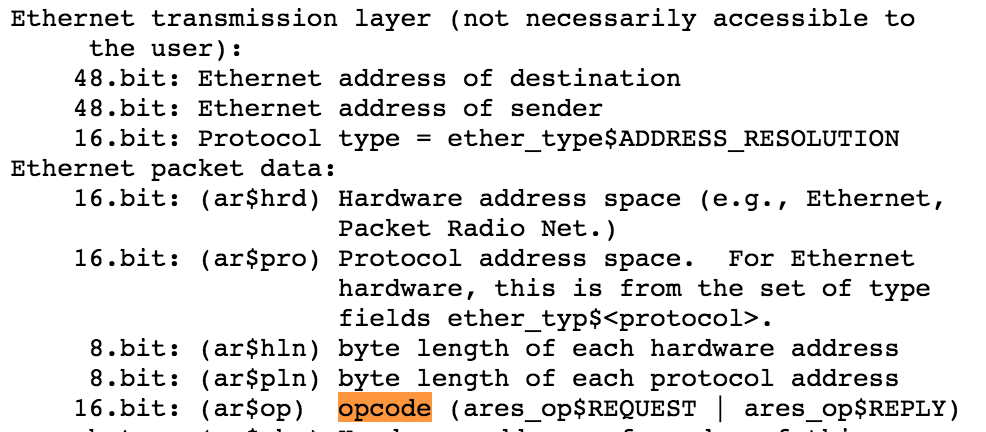 Ethernet transmission layer (not necessarily accessible to
the user):
48.bit: Ethernet address of destination
48.bit: Ethernet address of sender
16.bit: Protocol type = ether_type$ADDRESS_RESOLUTION
Ethernet packet data:
16.bit: (ar$hrd) Hardware address space (e.g., Ethernet,
Packet Radio Net.)
16.bit: (ar$pro) Protocol address space.  For Ethernet
hardware, this is from the set of type
fields ether_typ$<protocol>.
8.bit: (ar$hln) byte length of each hardware address
8.bit: (ar$pln) byte length of each protocol address
16.bit: (ar$op)  opcode (ares_op$REQUEST | ares_op$REPLY)